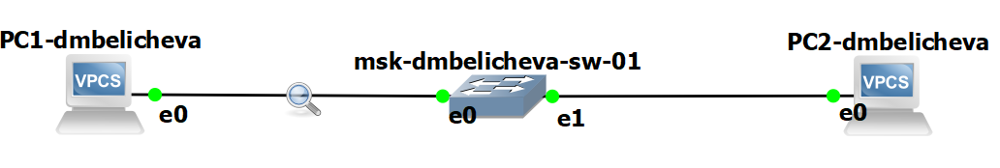 PC1-dmbelicheva
msk-dmbelicheva-sw-01
PC2-dmbelicheva
VPCS
VPCS
e0
e0
e1
e0